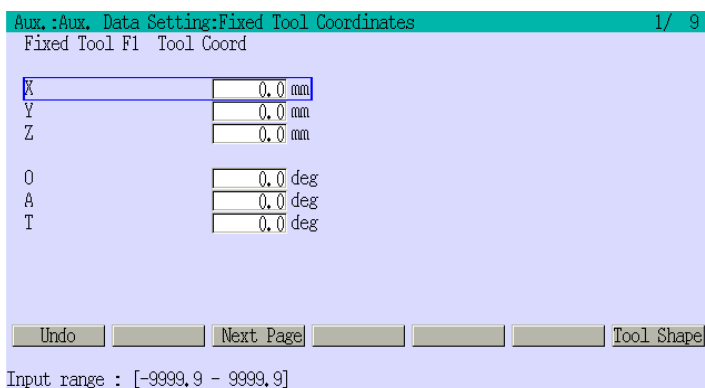 Aux.:Aux. Data Setting:Fixed Tool Coordinates 1/ 9
Fixed Tool F1 Tool Coord
X 0.0 mm
Y 0.0 mm
Z 0.0 mm
O 0.0 deg
A 0.0 deg
T 0.0 deg
Undo Next Page Tool Shape
Input range : [-9999.9 - 9999.9]